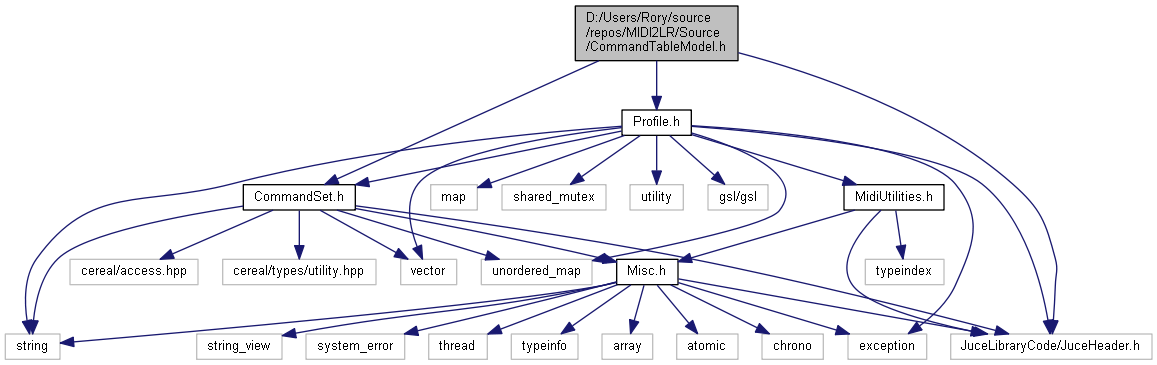 D:/Users/Rory/source
/repos/MIDI2LR/Source
/CommandTableModel.h
Profile.h
CommandSet.h
map
shared_mutex
utility
gsl/gsl
MidiUtilities.h
cereal/access.hpp
cereal/types/utility.hpp
vector
unordered_map
Misc.h
typeindex
string
string_view
system_error
thread
typeinfo
array
atomic
chrono
exception
JuceLibraryCode/JuceHeader.h